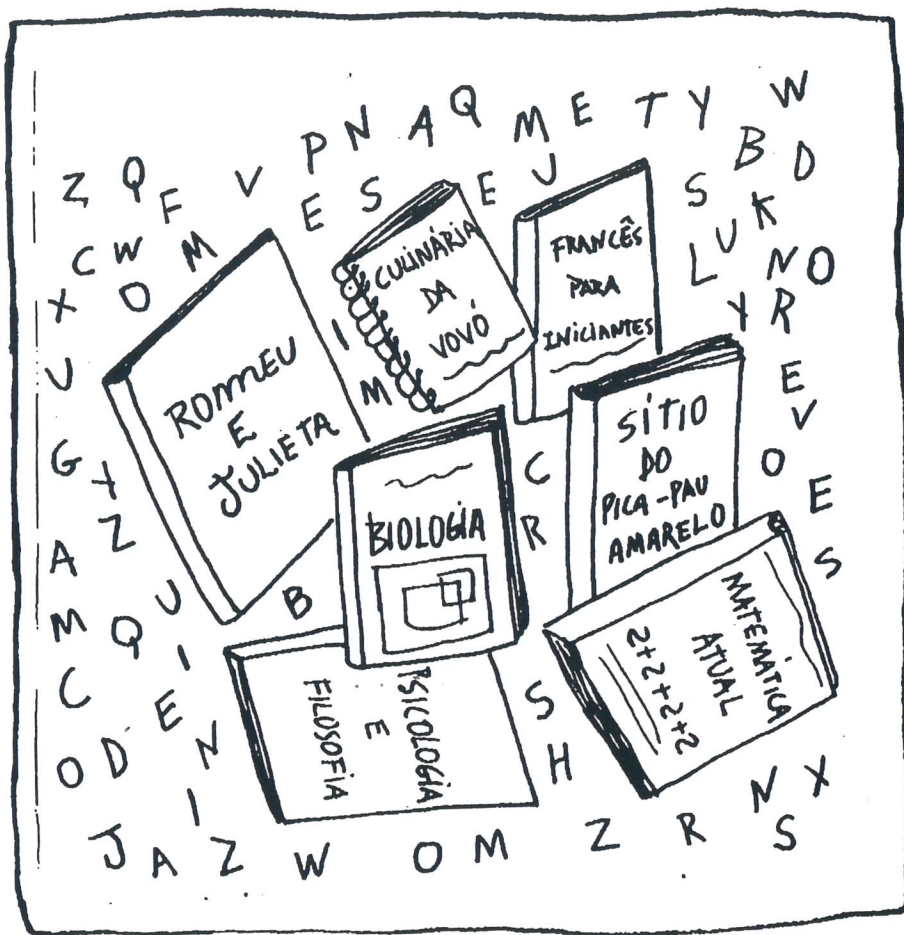 Z Q F V P N A Q M E T Y W
C W M E S E J S B D
X O L U K
N O
Y R
CULINÁRIA
DA
VOVÓ
FRANCÊS
PARA
INICIANTES
I
M
U
E
V
O
E
S
ROMEU
E
JULIETA
SÍTIO
DO
PICA-PAU
AMARELO
G Y
A Z
C
R
BIOLOGIA
B
M Q U
I
C E
O D N
I
MATEMÁTICA
ATUAL
2+2+2+2
PSICOLOGIA
E
FILOSOFIA
S
H
N X
J A Z W O M Z R S